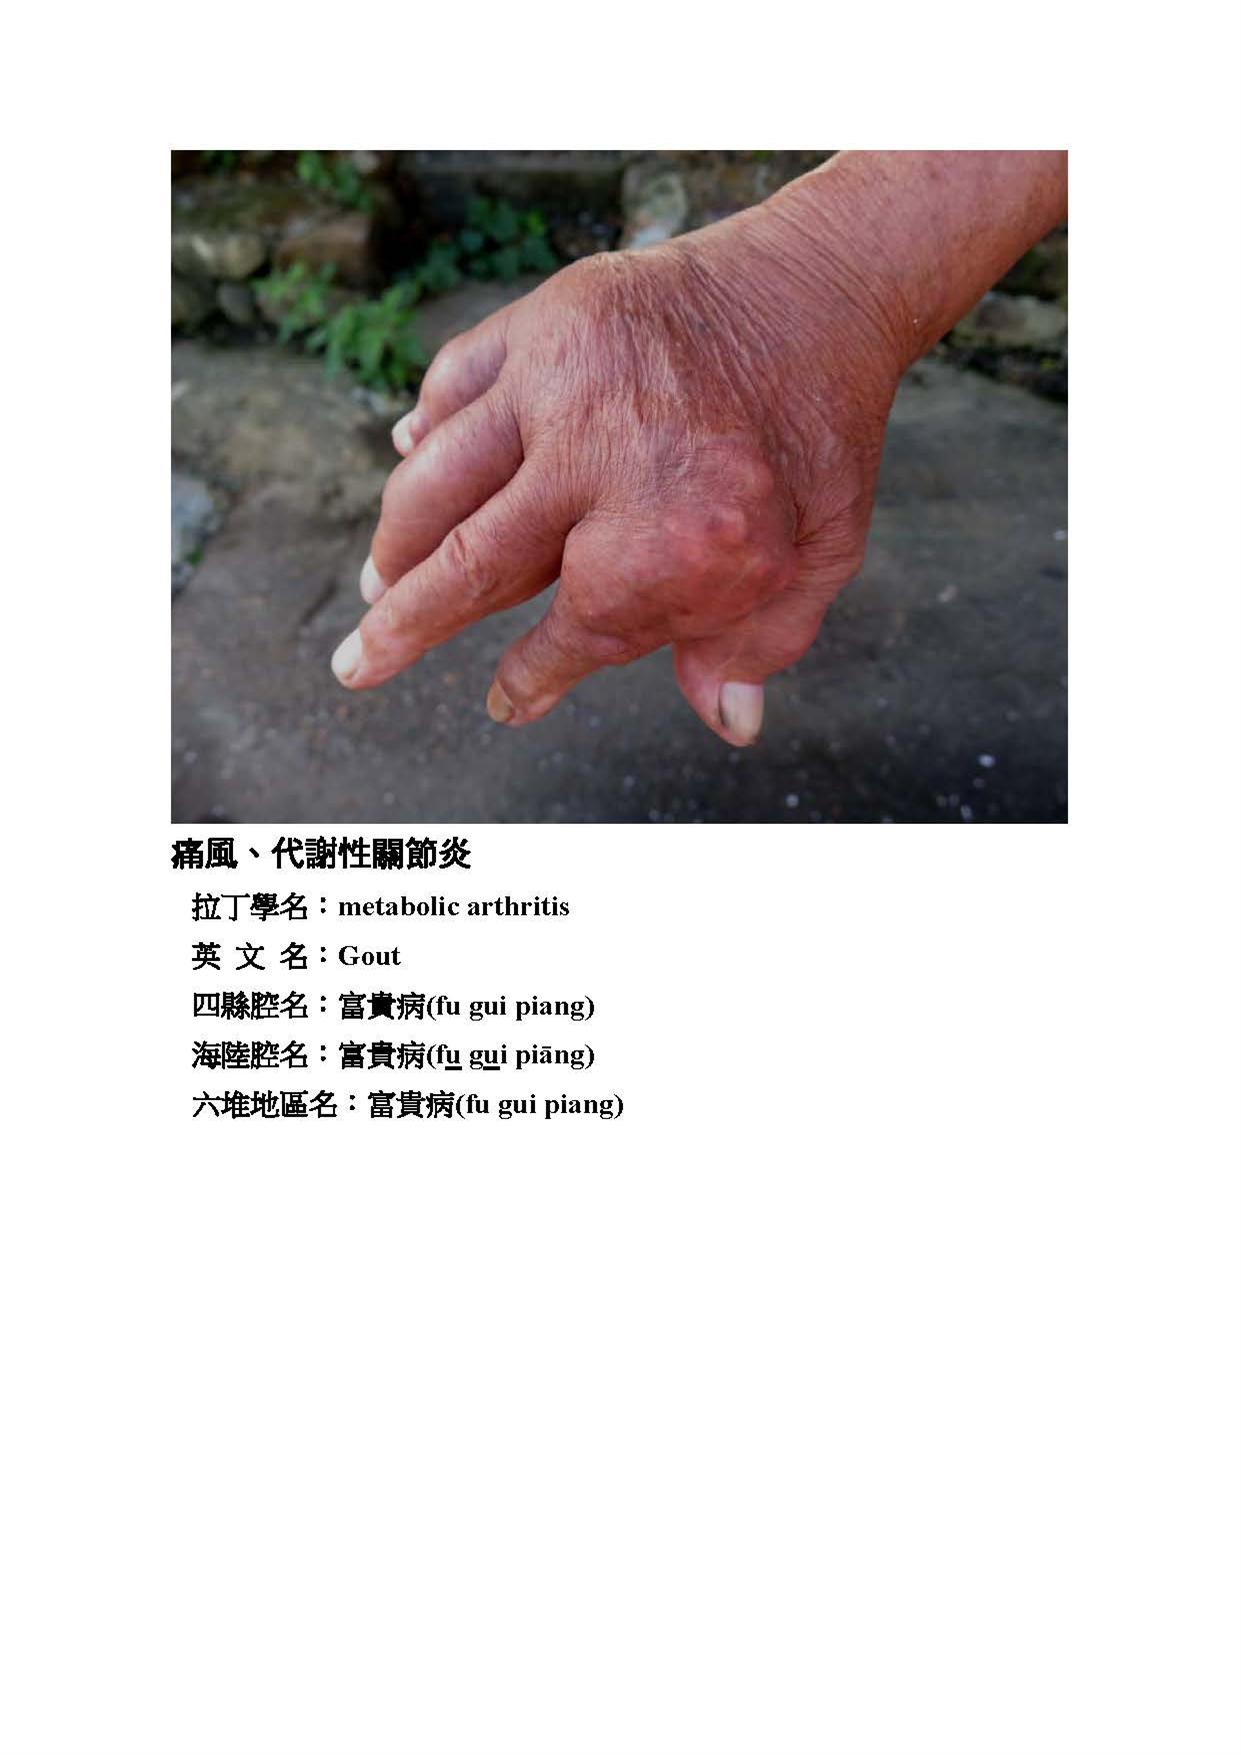 痛風、代謝性關節炎
拉丁學名：metabolic arthritis
英 文 名：Gout
四縣腔名：富貴病(fu gui piang)
海陸腔名：富貴病(fu̲ gu̲i piāng)
六堆地區名：富貴病(fu gui piang)